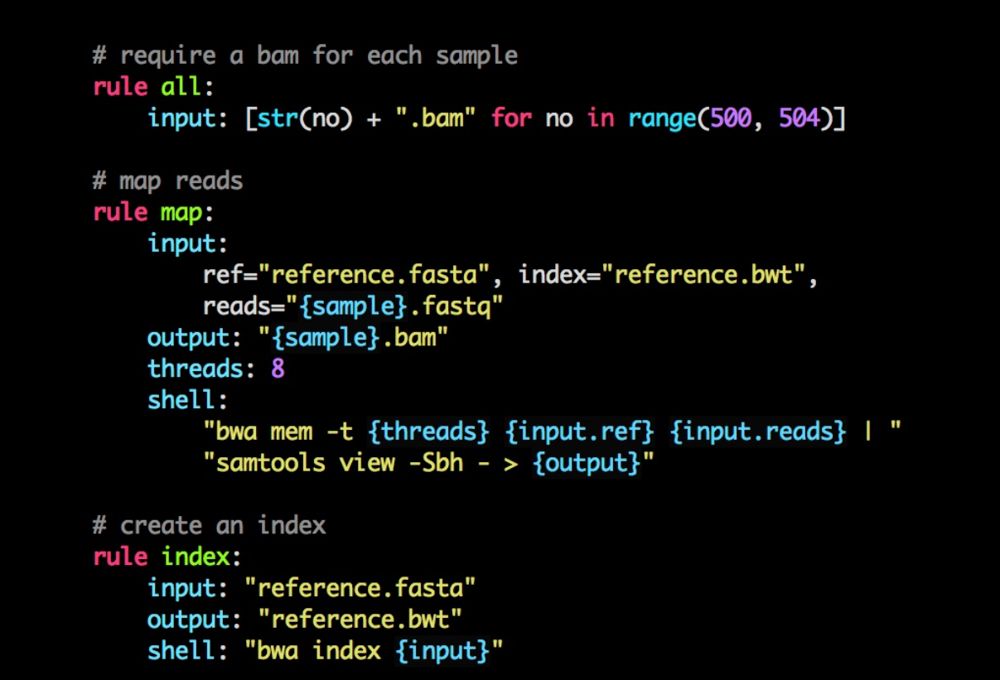 # require a bam for each sample
rule all:
    input: [str(no) + ".bam" for no in range(500, 504)]

# map reads
rule map:
    input:
        ref="reference.fasta", index="reference.bwt",
        reads="{sample}.fastq"
    output: "{sample}.bam"
    threads: 8
    shell:
        "bwa mem -t {threads} {input.ref} {input.reads} | "
        "samtools view -Sbh - > {output}"

# create an index
rule index:
    input: "reference.fasta"
    output: "reference.bwt"
    shell: "bwa index {input}"